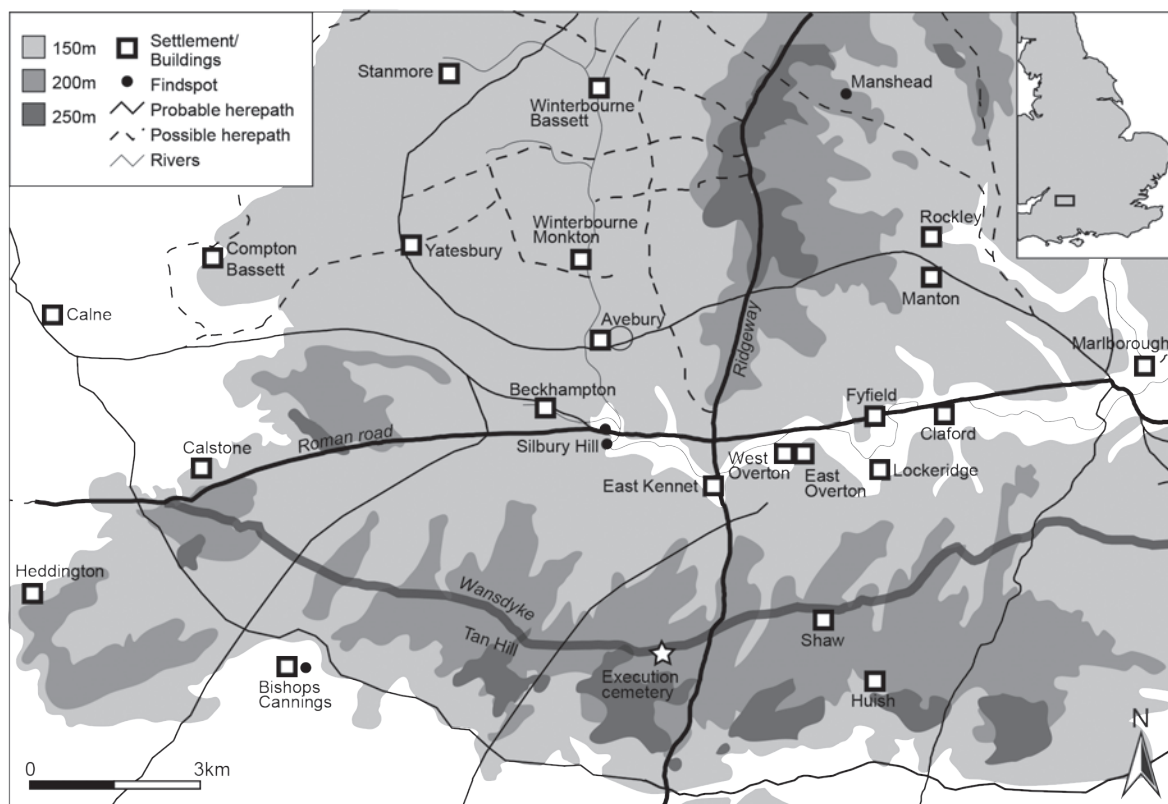 150m
200m
250m
Settlement/
Buildings
Findspot
Probable herepath
Possible herepath
Rivers
Stanmore
Winterbourne
Bassett
Manshead
Compton
Bassett
Yatesbury
Winterbourne
Monkton
Rockley
Manton
Calne
Avebury
Ridgeway
Marlborough
Beckhampton
Fyfield
Roman road
Silbury Hill
Claford
Calstone
West
Overton
East
Overton
Lockeridge
East Kennet
Heddington
Wansdyke
Tan Hill
Shaw
Execution
cemetery
Bishops
Cannings
Huish
N
0
3km